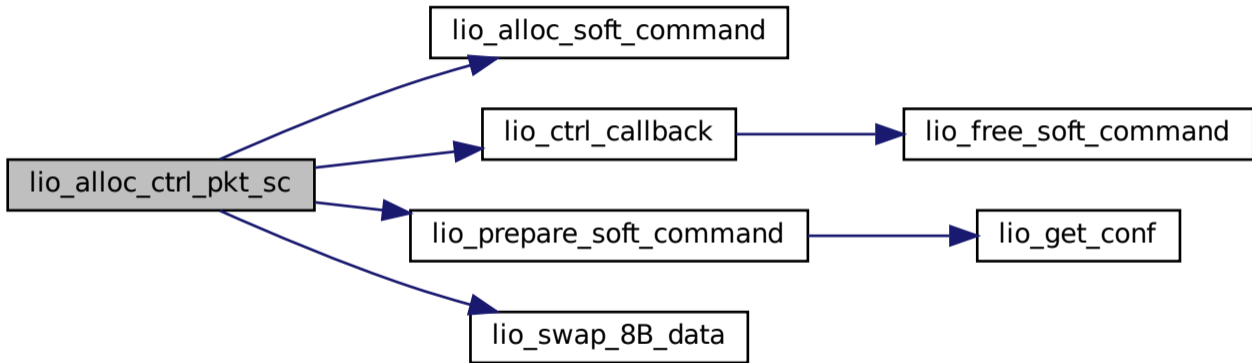 lio_alloc_soft_command
lio_ctrl_callback
lio_free_soft_command
lio_alloc_ctrl_pkt_sc
lio_prepare_soft_command
lio_get_conf
lio_swap_8B_data